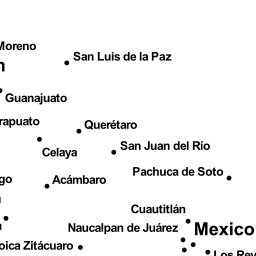 Moreno
San Luis de la Paz
Guanajuato
rapuato
Querétaro
Celaya
San Juan del Río
Pachuca de Soto
go
Acámbaro
Cuautitlán
Naucalpan de Juárez
Mexico
oica Zitácuaro
Los Rey